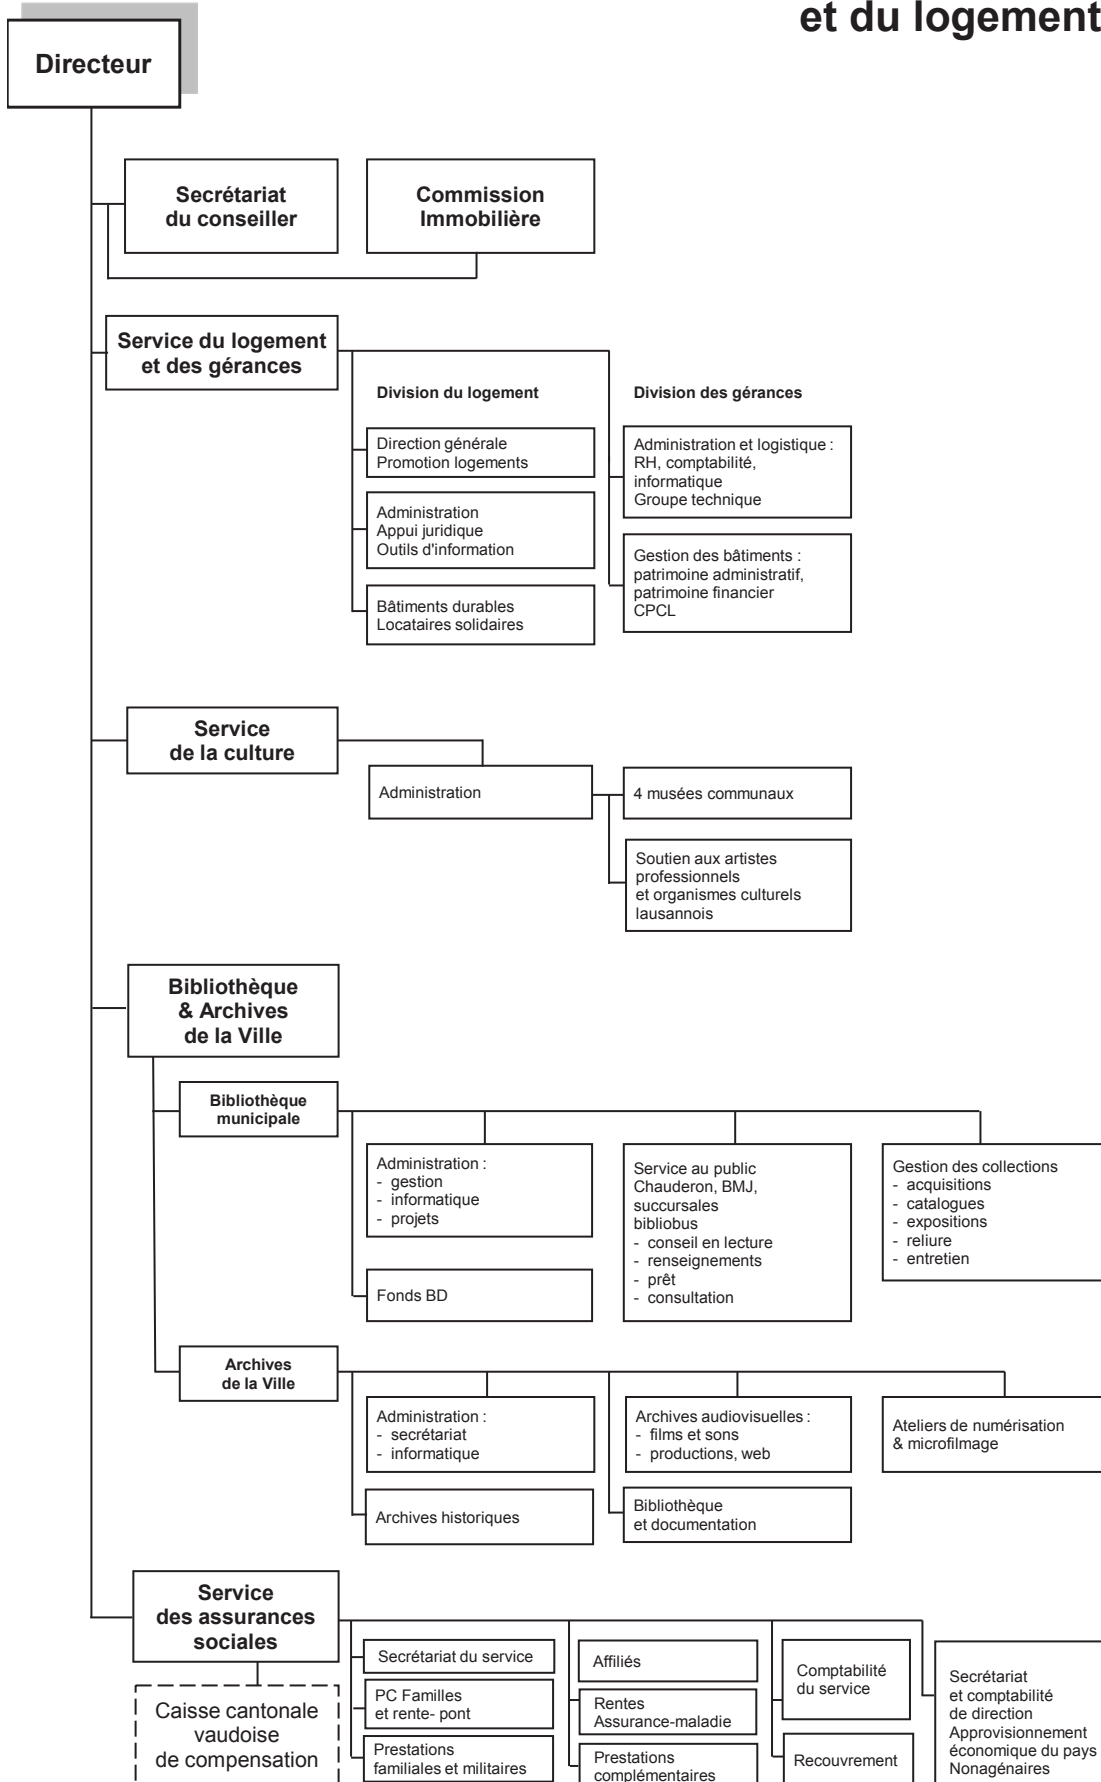 et du logement
Directeur
Secrétariat
du conseiller
Commission
Immobilière
Service du logement
et des gérances
Division du logement
Direction générale
Promotion logements
Administration
Appui juridique
Outils d'information
Bâtiments durables
Locataires solidaires
Division des gérances
Administration et logistique :
RH, comptabilité,
informatique
Groupe technique
Gestion des bâtiments :
patrimoine administratif,
patrimoine financier
CPCL
Service
de la culture
Administration
4 musées communaux
Soutien aux artistes
professionnels
et organismes culturels
lausannois
Bibliothèque
& Archives
de la Ville
Bibliothèque
municipale
Administration :
- gestion
- informatique
- projets
Fonds BD
Service au public
Chauderon, BMJ,
succursales
bibliobus
- conseil en lecture
- renseignements
- prêt
- consultation
Gestion des collections
- acquisitions
- catalogues
- expositions
- reliure
- entretien
Archives
de la Ville
Administration :
- secrétariat
- informatique
Archives historiques
Archives audiovisuelles :
- films et sons
- productions, web
Bibliothèque
et documentation
Ateliers de numérisation
& microfilmage
Service
des assurances
sociales
Caisse cantonale
vaudoise
de compensation
Secrétariat du service
PC Familles
et rente- pont
Prestations
familiales et militaires
Affiliés
Rentes
Assurance-maladie
Prestations
complémentaires
Comptabilité
du service
Recouvrement
Secrétariat
et comptabilité
de direction
Approvisionnement
économique du pays
Nonagénaires